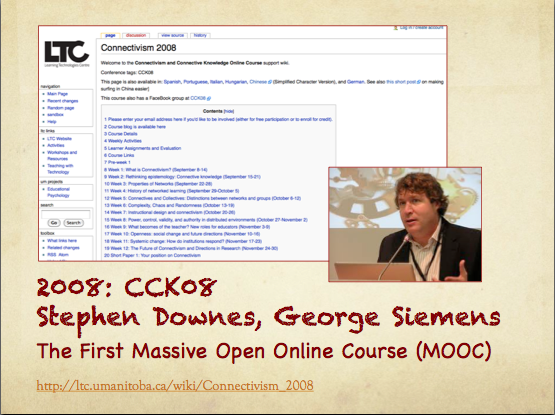 Log in / create account
page discussion view source history
LTC
Learning Technologies Centre
Connectivism 2008
Welcome to the Connectivism and Connective Knowledge Online Course support wiki.
Conference tags: CCK08
This page is also available in: Spanish, Portuguese, Italian, Hungarian, Chinese (Simplified Character Version), and German. See also this short post on making
surfing in China easier)
This course also has a FaceBook group at CCK08
navigation
Main Page
Recent changes
Random page
sandbox
Help
ltc links
LTC Website
Activities
Workshops and
Resources
Teaching with
Technology
um projects
Educational
Psychology
search
Go Search
toolbox
What links here
Related changes
RSS Atom
Contents [hide]
1 Please enter your email address here if you'd like to be involved (either for free participation or to enroll for credit).
2 Course blog is available here
3 Course Details
4 Weekly Activities
5 Learner Assignments and Evaluation
6 Course Links
7 Pre-week 1
8 Week 1: What is Connectivism? (September 8-14)
9 Week 2: Rethinking epistemology: Connective knowledge (September 15-21)
10 Week 3: Properties of Networks (September 22-28)
11 Week 4: History of networked learning (September 29-October 5)
12 Week 5: Connectives and Collectives: Distinctions between networks and groups (October 6-12)
13 Week 6: Complexity, Chaos and Randomness (October 13-19)
14 Week 7: Instructional design and connectivism (October 20-26)
15 Week 8: Power, control, validity, and authority in distributed environments (October 27-November 2)
16 Week 9: What becomes of the teacher? New roles for educators (November 3-9)
17 Week 10: Openness: social change and future directions (November 10-16)
18 Week 11: Systemic change: How do institutions respond? (November 17-23)
19 Week 12: The Future of Connectivism and Directions in Research (November 24-30)
20 Short Paper 1: Your position on Connectivism
2008: CCK08
Stephen Downes, George Siemens
The First Massive Open Online Course (MOOC)
http://ltc.umanitoba.ca/wiki/Connectivism_2008